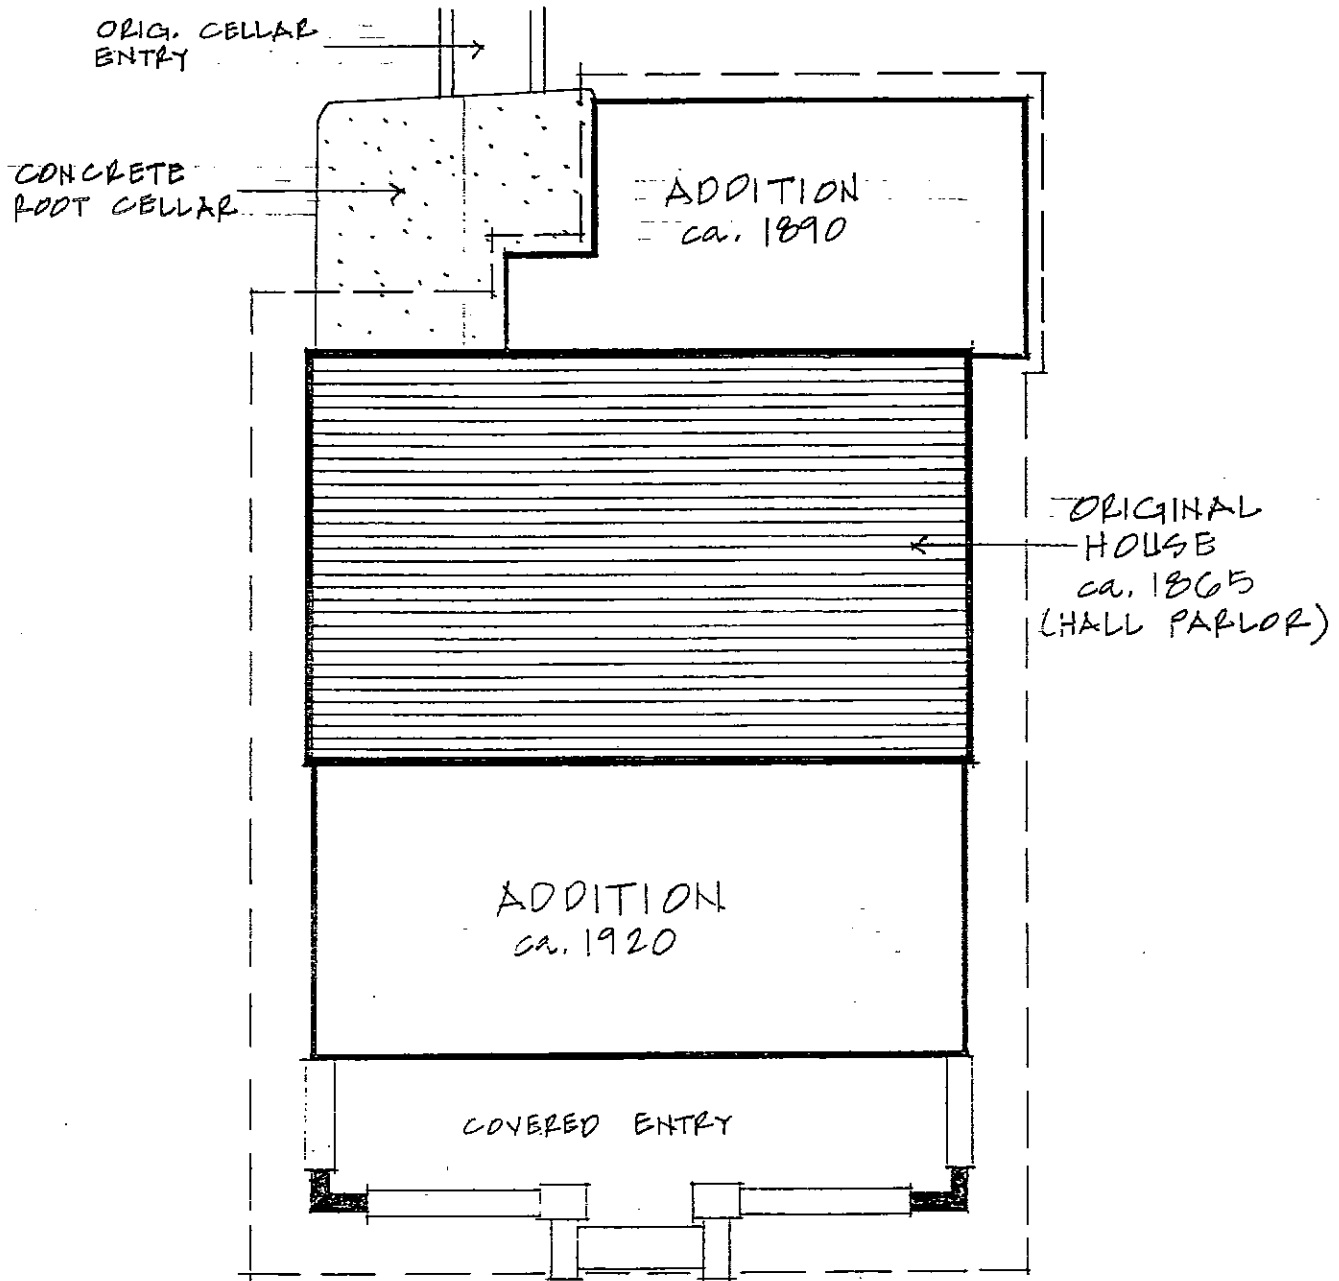 ORIG. CELLAR
ENTRY
CONCRETE
ROOT CELLAR
ADDITION
ca. 1890
ORIGINAL
HOUSE
ca. 1865
(HALL PARLOR)
ADDITION
ca. 1920
COVERED ENTRY